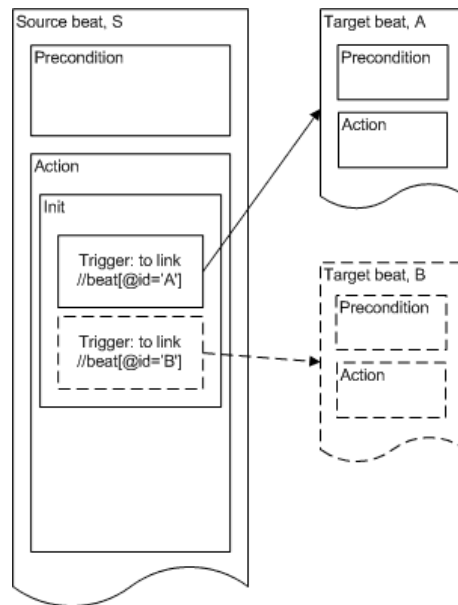 Source beat, S
Precondition
Action
Init
Trigger: to link
//beat[@id='A']
Trigger: to link
//beat[@id='B']
Target beat, A
Precondition
Action
Target beat, B
Precondition
Action